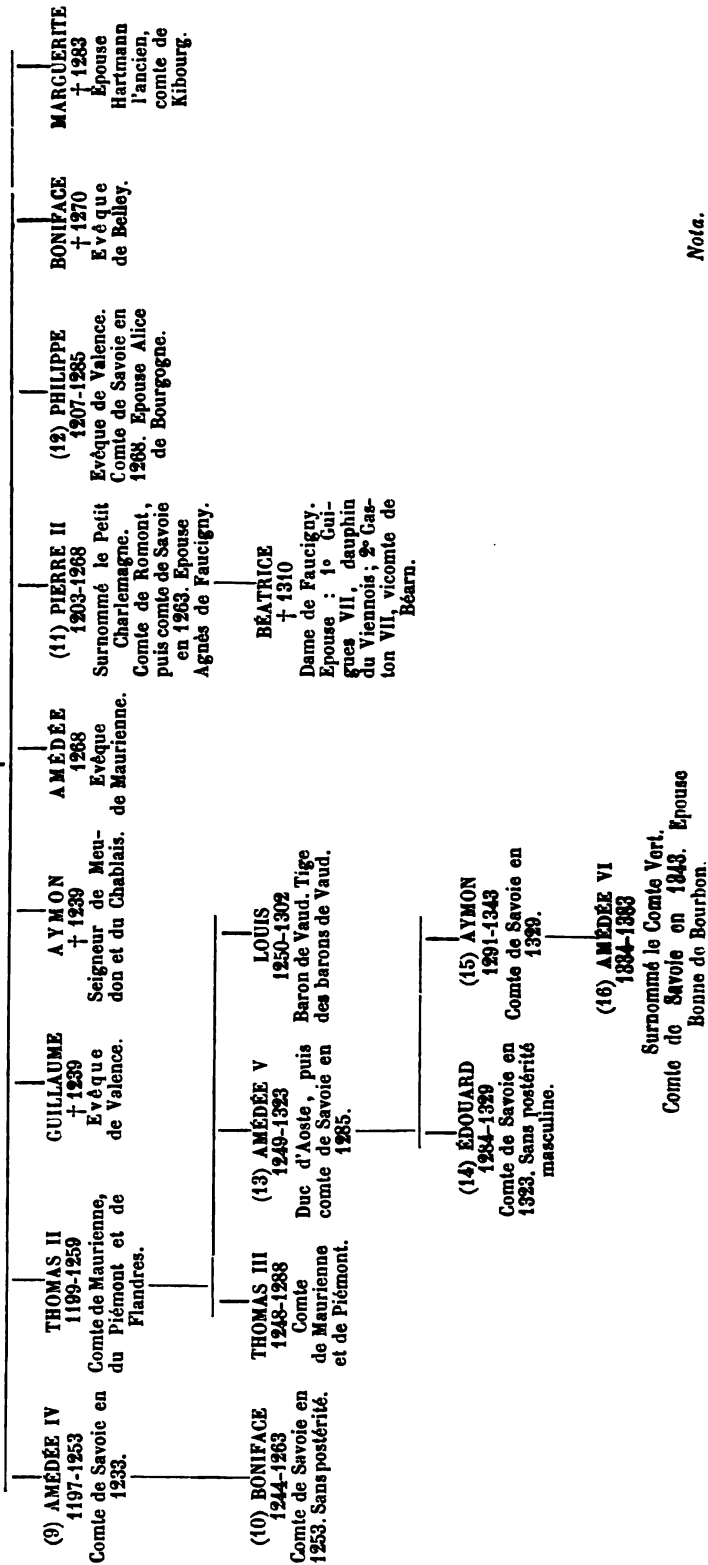 (9) AMÉDÉE IV
1197-1253
Comte de Savoie en
1233.
THOMAS II
1199-1259
Comte de Maurienne,
du Piémont et de
Flandres.
GUILLAUME
† 1239
Evêque
de Valence.
AYMON
† 1239
Seigneur de Meu-
don et du Chablais.
AMÉDÉE
1268
Evêque
de Maurienne.
(11) PIERRE II
1203-1268
Surnommé le Petit
Charlemagne.
Comte de Romont,
puis comte de Savoie
en 1263. Epouse
Agnès de Faucigny.
(12) PHILIPPE
1207-1285
Evêque de Valence.
Comte de Savoie en
1268. Epouse Alice
de Bourgogne.
BONIFACE
† 1270
Evêque
de Belley.
MARGUERITE
† 1283
Epouse
Hartmann
l'ancien,
comte de
Kibourg.
(10) BONIFACE
1244-1263
Comte de Savoie en
1253. Sans postérité.
THOMAS III
1248-1288
Comte
de Maurienne
et de Piémont.
(13) AMÉDÉE V
1249-1323
Duc d'Aoste, puis
comte de Savoie en
1285.
LOUIS
1250-1302
Baron de Vaud. Tige
des barons de Vaud.
BÉATRICE
† 1310
Dame de Faucigny.
Epouse : 1º Gui-
gues VII, dauphin
du Viennois ; 2º Gas-
ton VII, vicomte de
Béarn.
(14) ÉDOUARD
1284-1329
Comte de Savoie en
1323. Sans postérité
masculine.
(15) AYMON
1291-1343
Comte de Savoie en
1329.
(16) AMÉDÉE VI
1334-1383
Surnommé le Comte Vert.
Comte de Savoie en 1343. Epouse
Bonne de Bourbon.
Nota.